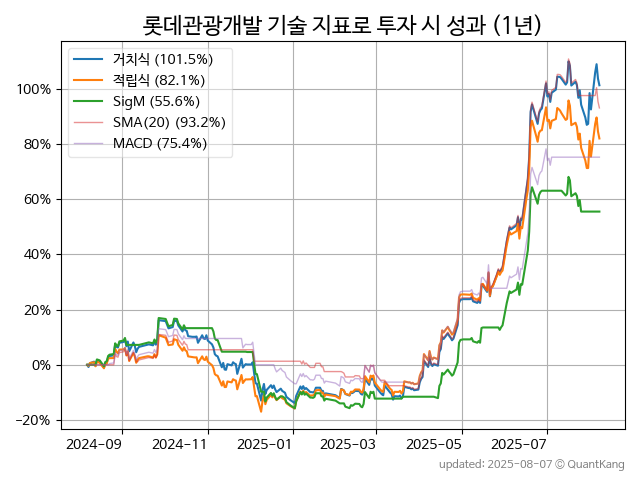 롯데관광개발 기술 지표로 투자 시 성과 (1년)
거치식 (101.5%)
적립식 (82.1%)
SigM (55.6%)
SMA(20) (93.2%)
MACD (75.4%)
100%
80%
60%
40%
20%
0%
−20%
2024-09 2024-11 2025-01 2025-03 2025-05 2025-07
updated: 2025-08-07 ⓒ QuantKang